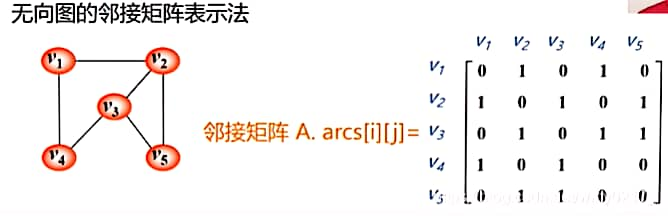 无向图的邻接矩阵表示法
v1 v2 v3 v4 v5
邻接矩阵 A. arcs[i][j]=
v1 v2 v3 v4 v5
v1 0 1 0 1 0
v2 1 0 1 0 1
v3 0 1 0 1 1
v4 1 0 1 0 0
v5 0 1 1 0 0